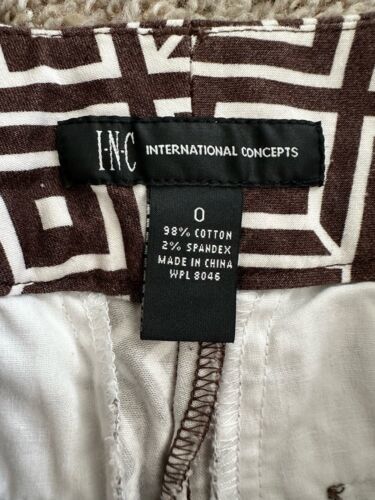 I·N·C INTERNATIONAL CONCEPTS
0
98% COTTON
2% SPANDEX
MADE IN CHINA
WPL 8046